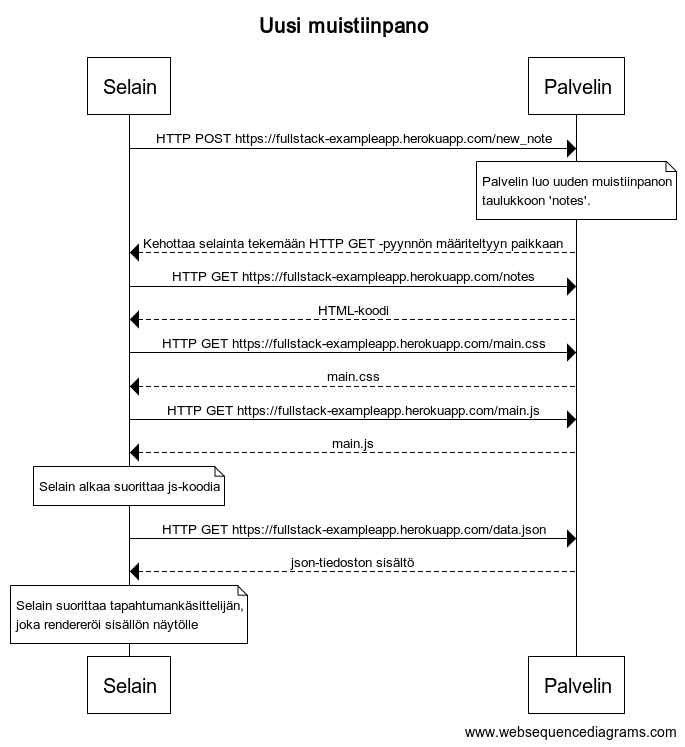 Uusi muistiinpano
Selain
Palvelin
HTTP POST https://fullstack-exampleapp.herokuapp.com/new_note
Palvelin luo uuden muistiinpanon
taulukkoon 'notes'.
Kehottaa selainta tekemään HTTP GET -pyynnön määriteltyyn paikkaan
HTTP GET https://fullstack-exampleapp.herokuapp.com/notes
HTML-koodi
HTTP GET https://fullstack-exampleapp.herokuapp.com/main.css
main.css
HTTP GET https://fullstack-exampleapp.herokuapp.com/main.js
main.js
Selain alkaa suorittaa js-koodia
HTTP GET https://fullstack-exampleapp.herokuapp.com/data.json
json-tiedoston sisältö
Selain suorittaa tapahtumankäsittelijän,
joka rendereröi sisällön näytölle
Selain
Palvelin
www.websequencediagrams.com